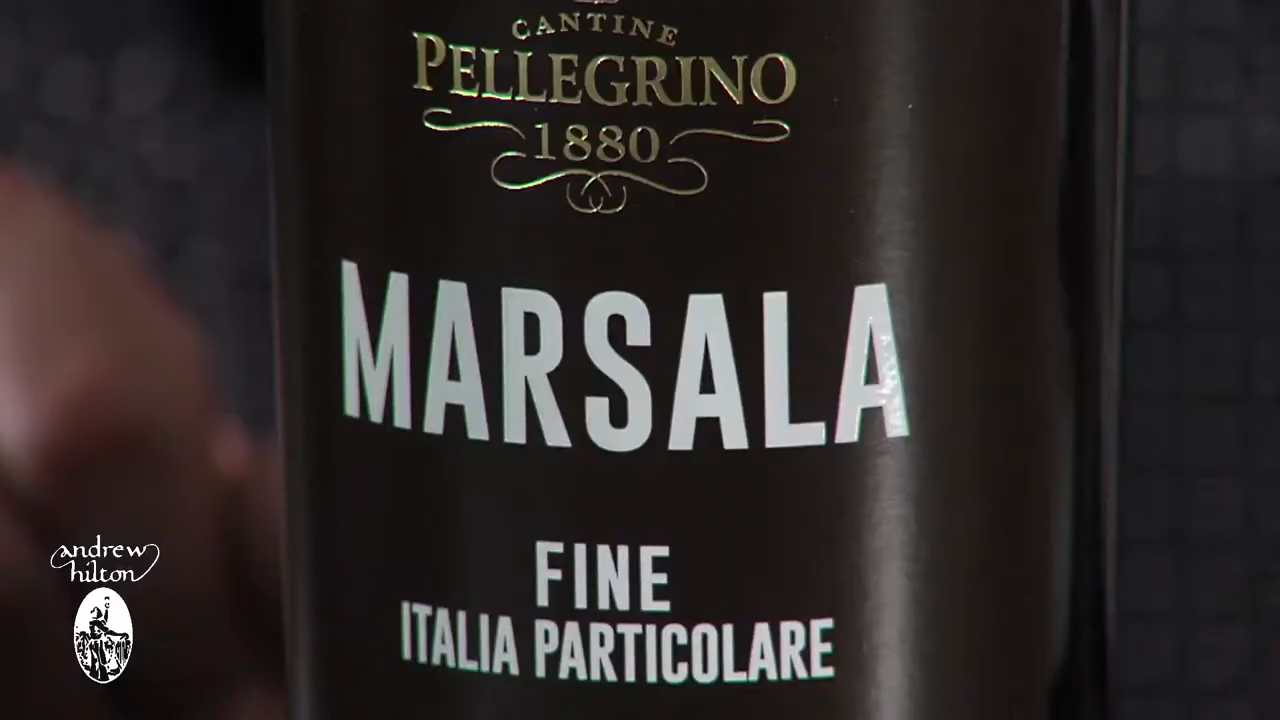 CANTINE
PELLEGRINO
1880
MARSALA
FINE
ITALIA PARTICOLARE
andrew
hilton